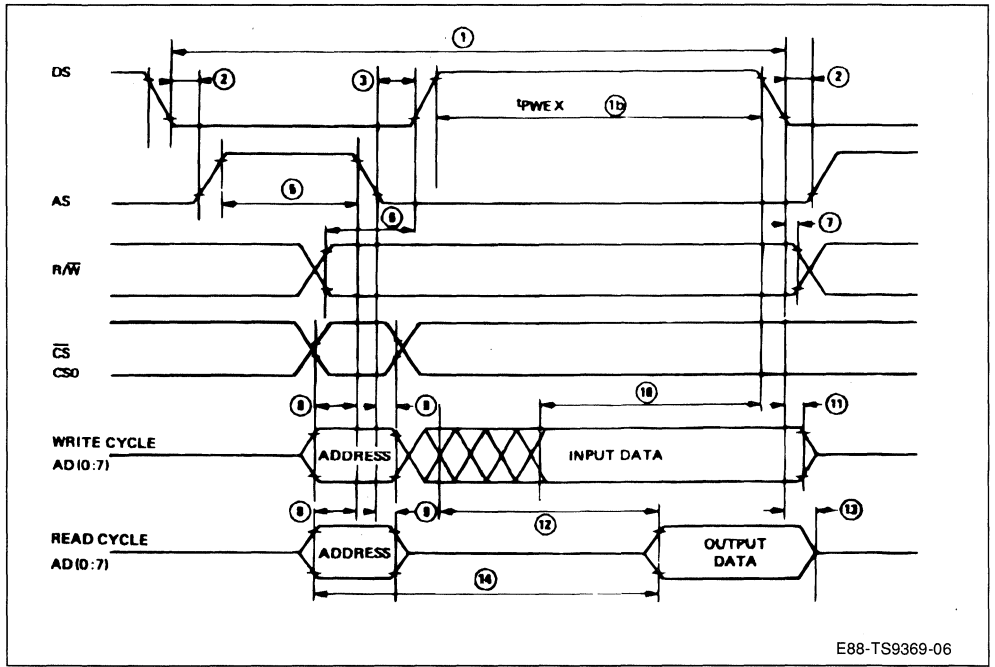 1
DS
2
3
2
tPWEX 1b
AS
5
6
7
R/W
CS
CS0
8
8
10
11
WRITE CYCLE
AD (0:7)
ADDRESS
INPUT DATA
9
12
13
READ CYCLE
AD (0:7)
ADDRESS
OUTPUT
DATA
14
E88-TS9369-06